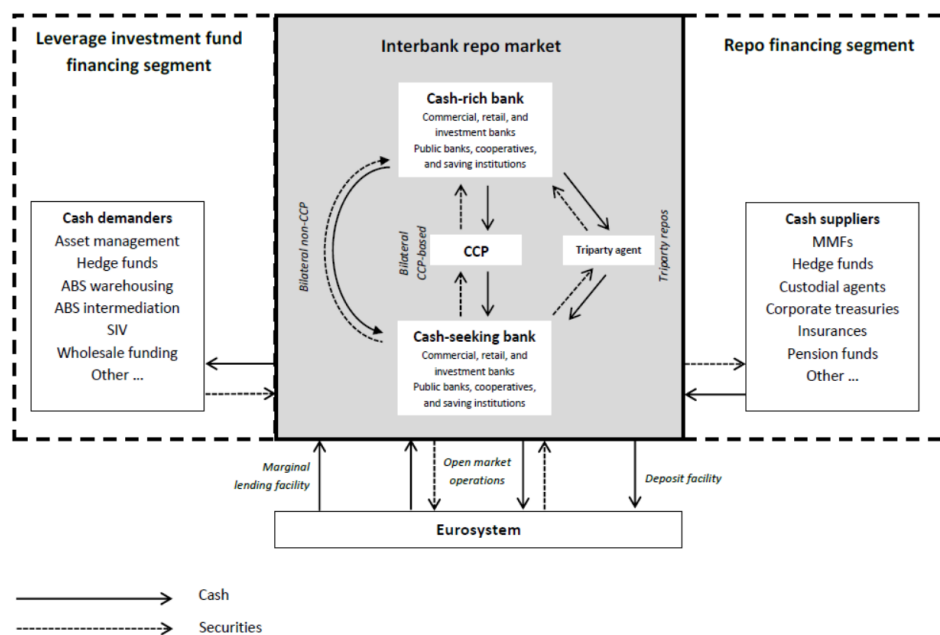 Leverage investment fund
financing segment
Interbank repo market
Repo financing segment
Cash-rich bank
Commercial, retail, and
investment banks
Public banks, cooperatives,
and saving institutions
Bilateral non-CCP
Bilateral
CCP-based
Triparty repos
CCP
Triparty agent
Cash-seeking bank
Commercial, retail, and
investment banks
Public banks, cooperatives,
and saving institutions
Cash demanders
Asset management
Hedge funds
ABS warehousing
ABS intermediation
SIV
Wholesale funding
Other ...
Cash suppliers
MMFs
Hedge funds
Custodial agents
Corporate treasuries
Insurances
Pension funds
Other ...
Marginal
lending facility
Open market
operations
Deposit facility
Eurosystem
Cash
Securities